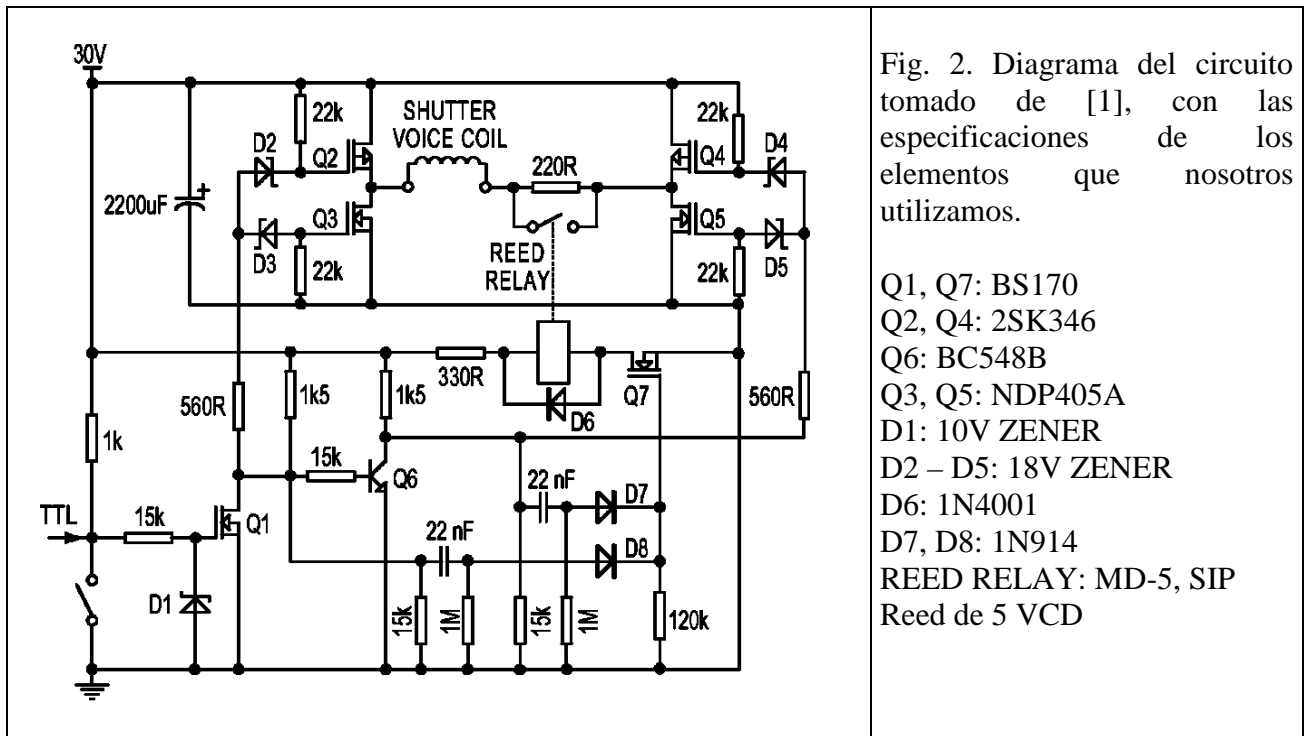 30V
22k
D2
Q2
SHUTTER
VOICE COIL
220R
22k
D4
Q4
2200uF
+
D3
Q3
22k
REED
RELAY
Q5
22k
D5
330R
Q7
560R
1k5
1k5
D6
560R
1k
15k
Q6
22 nF
D7
TTL
15k
Q1
22 nF
D8
D1
15k
1M
15k
1M
120k
Fig. 2. Diagrama del circuito
tomado de [1], con las
especificaciones de los
elementos que nosotros
utilizamos.
Q1, Q7: BS170
Q2, Q4: 2SK346
Q6: BC548B
Q3, Q5: NDP405A
D1: 10V ZENER
D2 – D5: 18V ZENER
D6: 1N4001
D7, D8: 1N914
REED RELAY: MD-5, SIP
Reed de 5 VCD